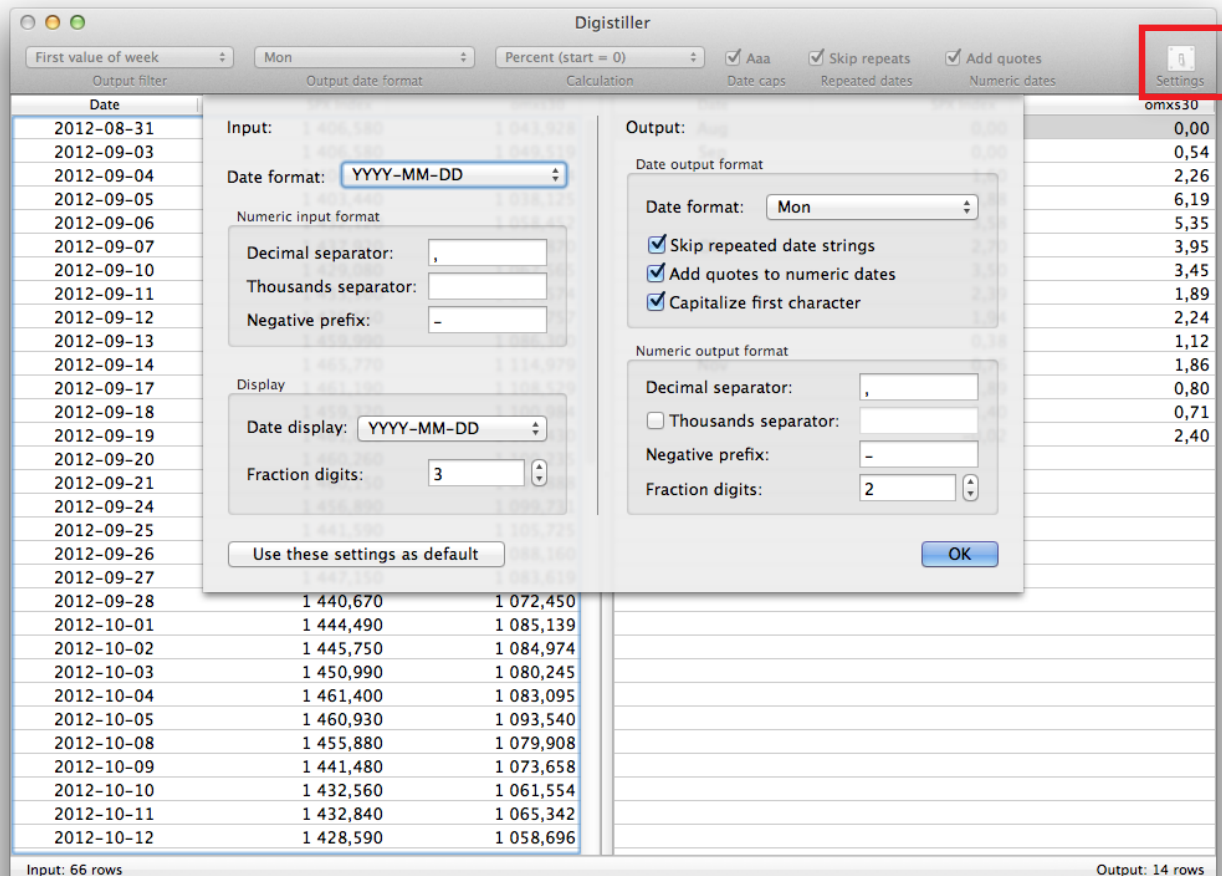 Digistiller
First value of week
Mon
Percent (start = 0)
Aaa
Skip repeats
Add quotes
Output filter
Output date format
Calculation
Date caps
Repeated dates
Numeric dates
Settings
Date
omxs30
2012-08-31
2012-09-03
2012-09-04
2012-09-05
2012-09-06
2012-09-07
2012-09-10
2012-09-11
2012-09-12
2012-09-13
2012-09-14
2012-09-17
2012-09-18
2012-09-19
2012-09-20
2012-09-21
2012-09-24
2012-09-25
2012-09-26
2012-09-27
2012-09-28 1 440,670 1 072,450
2012-10-01 1 444,490 1 085,139
2012-10-02 1 445,750 1 084,974
2012-10-03 1 450,990 1 080,245
2012-10-04 1 461,400 1 083,095
2012-10-05 1 460,930 1 093,540
2012-10-08 1 455,880 1 079,908
2012-10-09 1 441,480 1 073,658
2012-10-10 1 432,560 1 061,554
2012-10-11 1 432,840 1 065,342
2012-10-12 1 428,590 1 058,696
Input:
Date format: YYYY-MM-DD
Numeric input format
Decimal separator: ,
Thousands separator:
Negative prefix: -
Display
Date display: YYYY-MM-DD
Fraction digits: 3
Use these settings as default
Output:
Date output format
Date format: Mon
Skip repeated date strings
Add quotes to numeric dates
Capitalize first character
Numeric output format
Decimal separator: ,
Thousands separator:
Negative prefix: -
Fraction digits: 2
OK
0,00
0,54
2,26
6,19
5,35
3,95
3,45
1,89
2,24
1,12
1,86
0,80
0,71
2,40
Input: 66 rows
Output: 14 rows